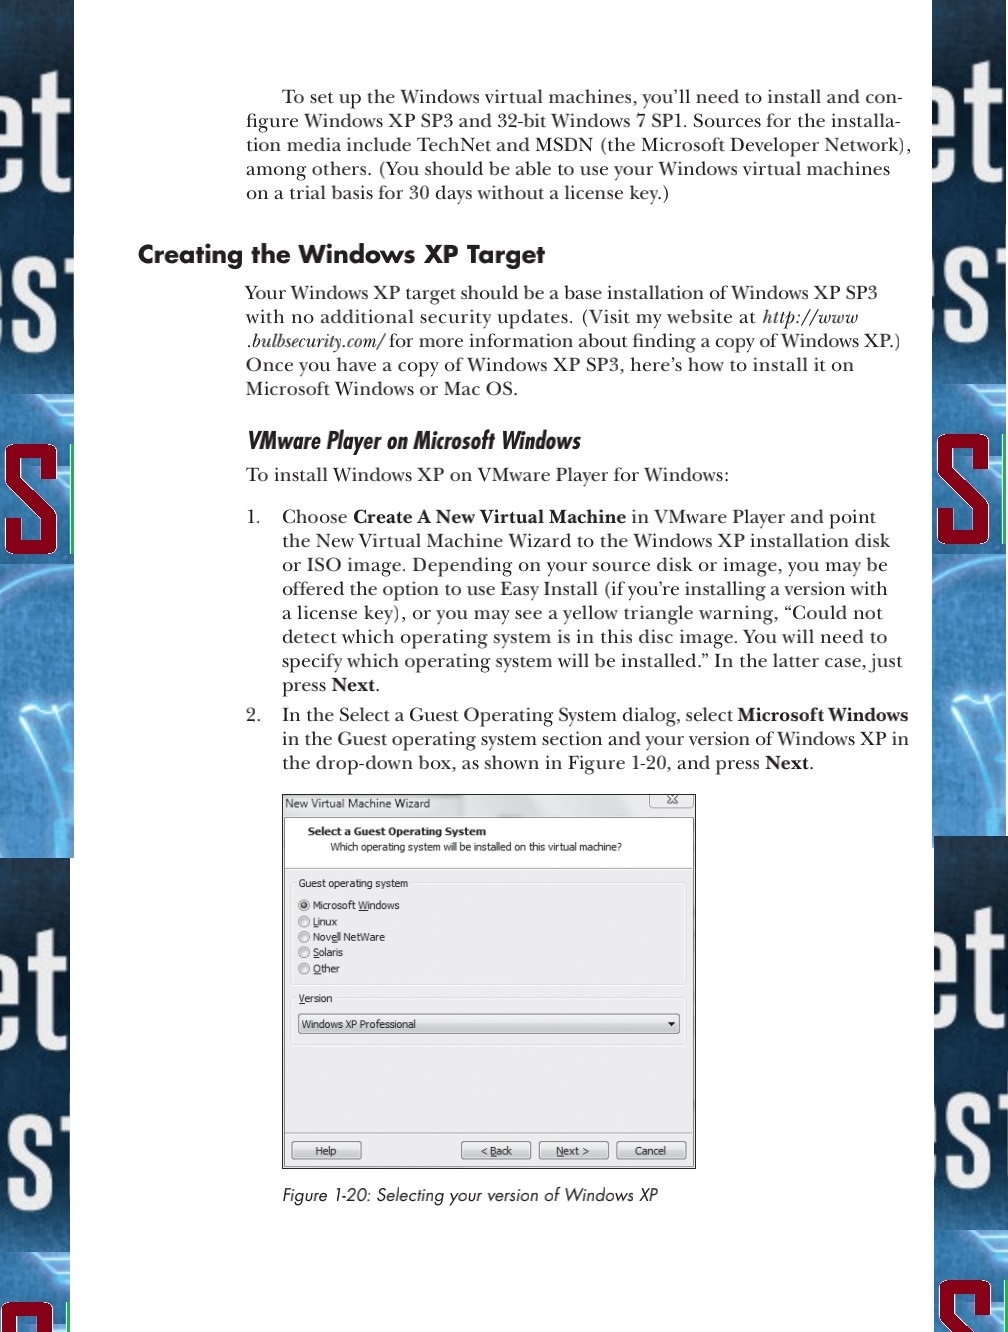 To set up the Windows virtual machines, you’ll need to install and con-
figure Windows XP SP3 and 32-bit Windows 7 SP1. Sources for the installa-
tion media include TechNet and MSDN (the Microsoft Developer Network),
among others. (You should be able to use your Windows virtual machines
on a trial basis for 30 days without a license key.)
Creating the Windows XP Target
Your Windows XP target should be a base installation of Windows XP SP3
with no additional security updates. (Visit my website at http://www
.bulbsecurity.com/ for more information about finding a copy of Windows XP.)
Once you have a copy of Windows XP SP3, here’s how to install it on
Microsoft Windows or Mac OS.
VMware Player on Microsoft Windows
To install Windows XP on VMware Player for Windows:
1. Choose Create A New Virtual Machine in VMware Player and point
the New Virtual Machine Wizard to the Windows XP installation disk
or ISO image. Depending on your source disk or image, you may be
offered the option to use Easy Install (if you’re installing a version with
a license key), or you may see a yellow triangle warning, “Could not
detect which operating system is in this disc image. You will need to
specify which operating system will be installed.” In the latter case, just
press Next.
2. In the Select a Guest Operating System dialog, select Microsoft Windows
in the Guest operating system section and your version of Windows XP in
the drop-down box, as shown in Figure 1-20, and press Next.
New Virtual Machine Wizard
Select a Guest Operating System
Which operating system will be installed on this virtual machine?
Guest operating system
Microsoft Windows
Linux
Novell NetWare
Solaris
Other
Version
Windows XP Professional
Help
< Back
Next >
Cancel
Figure 1-20: Selecting your version of Windows XP